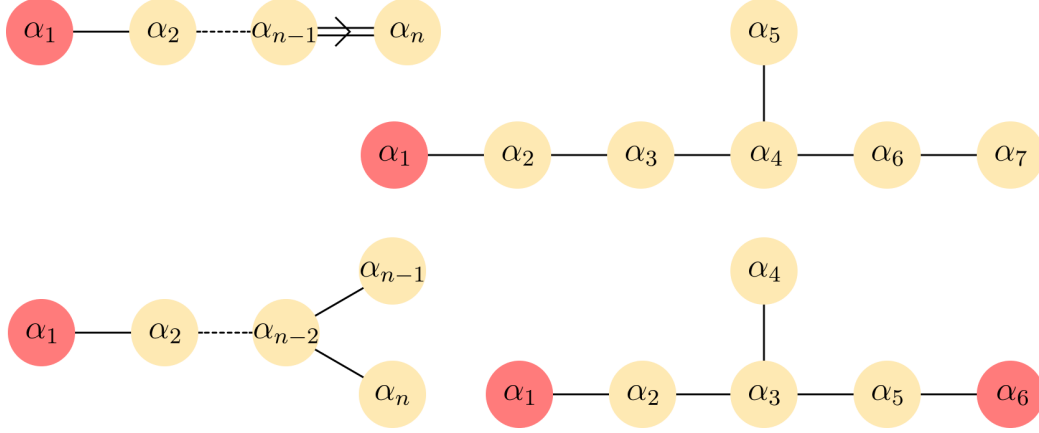 α₁ α₂ αₙ₋₁ αₙ
α₅
α₁ α₂ α₃ α₄ α₆ α₇
αₙ₋₁
α₁ α₂ αₙ₋₂
αₙ
α₄
α₁ α₂ α₃ α₅ α₆